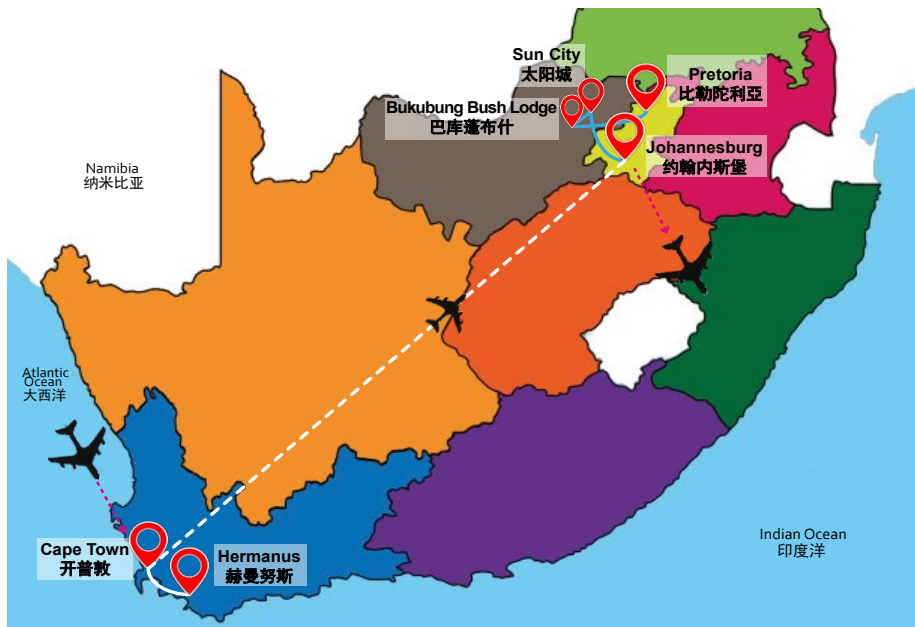 Sun City
太阳城
Pretoria
比勒陀利亞
Bukubung Bush Lodge
巴库蓬布什
Johannesburg
约翰内斯堡
Namibia
纳米比亚
Atlantic
Ocean
大西洋
Indian Ocean
印度洋
Cape Town
开普敦
Hermanus
赫曼努斯